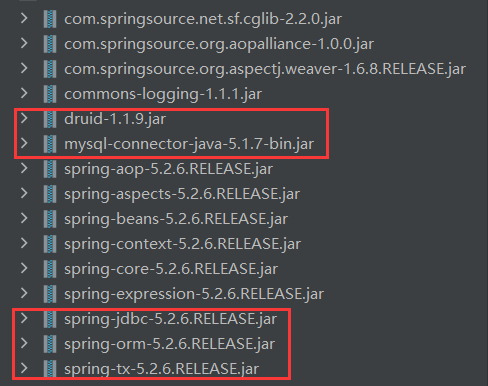 com.springsource.net.sf.cglib-2.2.0.jar
com.springsource.org.aopalliance-1.0.0.jar
com.springsource.org.aspectj.weaver-1.6.8.RELEASE.jar
commons-logging-1.1.1.jar
druid-1.1.9.jar
mysql-connector-java-5.1.7-bin.jar
spring-aop-5.2.6.RELEASE.jar
spring-aspects-5.2.6.RELEASE.jar
spring-beans-5.2.6.RELEASE.jar
spring-context-5.2.6.RELEASE.jar
spring-core-5.2.6.RELEASE.jar
spring-expression-5.2.6.RELEASE.jar
spring-jdbc-5.2.6.RELEASE.jar
spring-orm-5.2.6.RELEASE.jar
spring-tx-5.2.6.RELEASE.jar